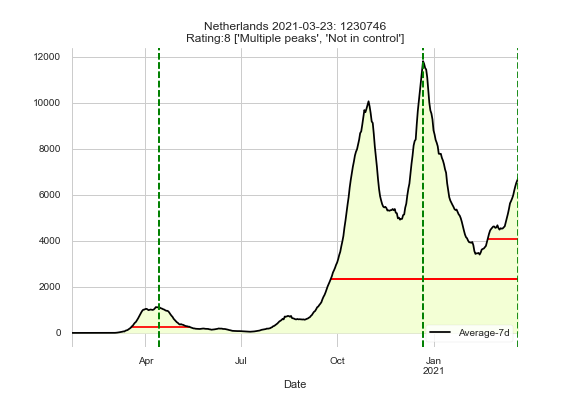 Netherlands 2021-03-23: 1230746
Rating:8 ['Multiple peaks', 'Not in control']
12000
10000
8000
6000
4000
2000
0
Average-7d
Apr
Jul
Oct
Jan
2021
Date